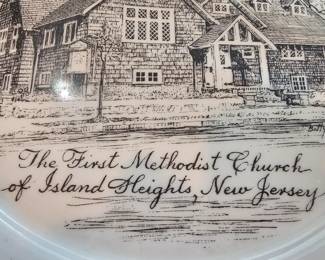 The First Methodist Church
of Island Heights, New Jersey